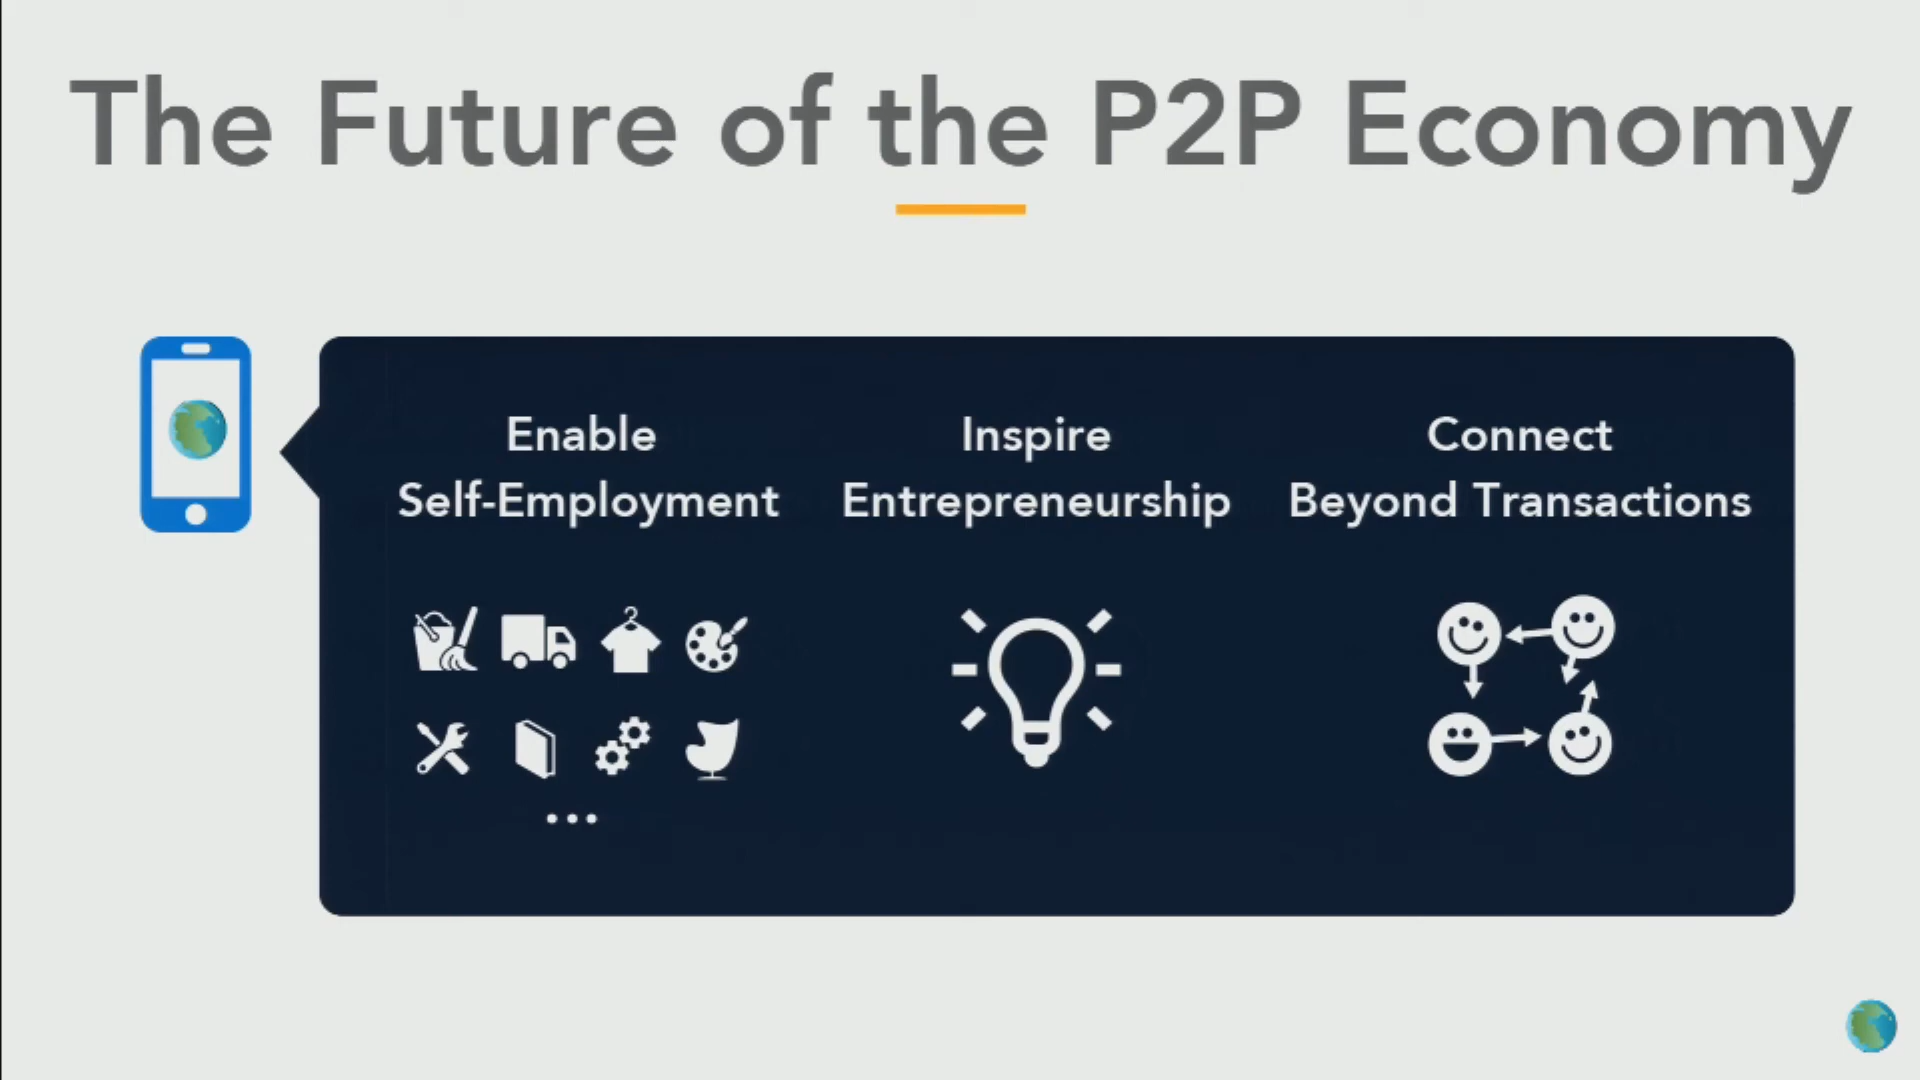 The Future of the P2P Economy
Enable
Self-Employment
Inspire
Entrepreneurship
Connect
Beyond Transactions
...